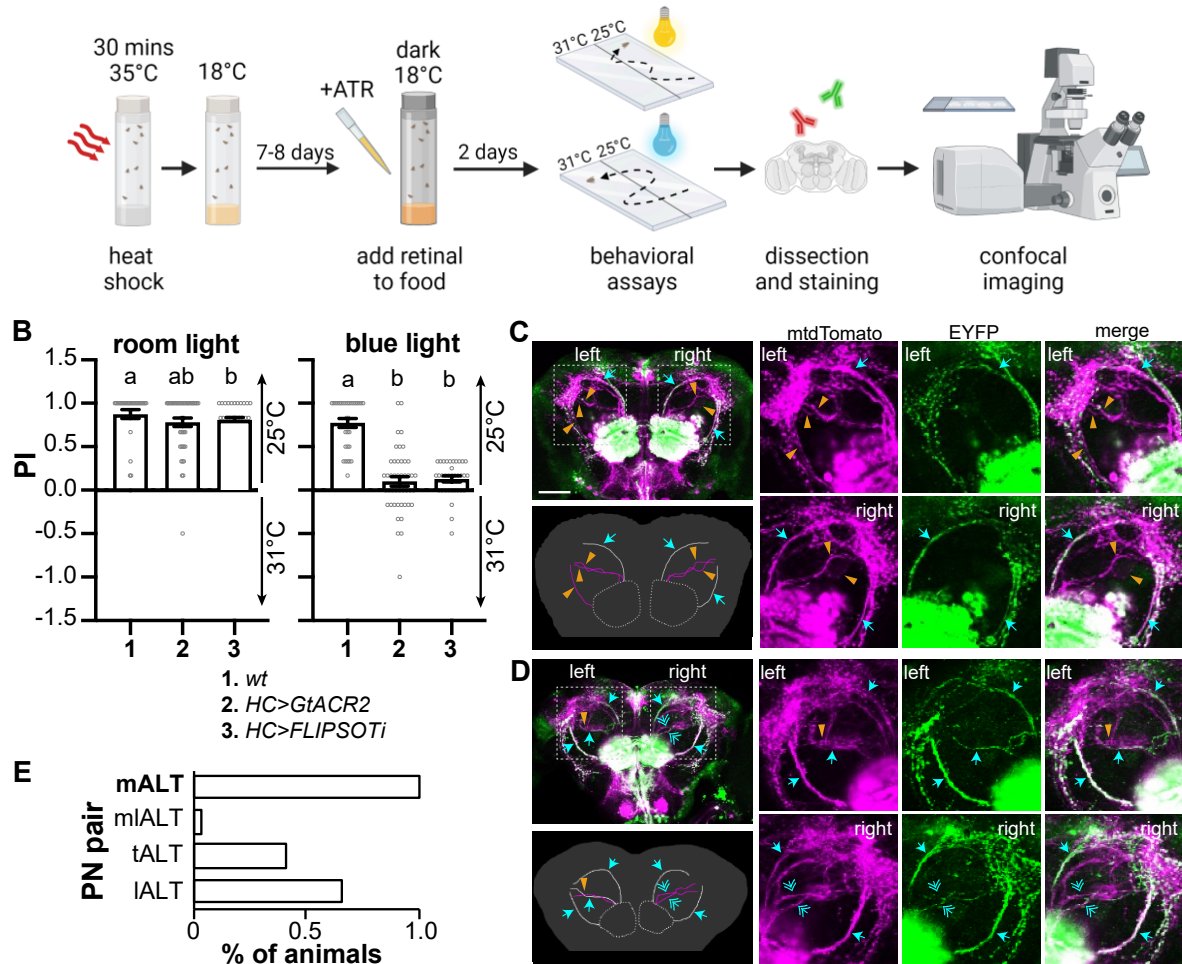 30 mins
35°C
18°C
+ATR
dark
18°C
7-8 days
2 days
31°C 25°C
31°C 25°C
heat
shock
add retinal
to food
behavioral
assays
dissection
and staining
confocal
imaging
B
room light
blue light
PI
1.5
1.0
0.5
0.0
-0.5
-1.0
-1.5
a ab b
a b b
25°C
31°C
25°C
31°C
1 2 3
1 2 3
1. wt
2. HC>GtACR2
3. HC>FLIPSOTi
C
left right
mtdTomato EYFP merge
left left left
right right right
D
left right
left left left
right right right
E
PN pair
mALT
mlALT
tALT
lALT
0 0.5 1.0
% of animals